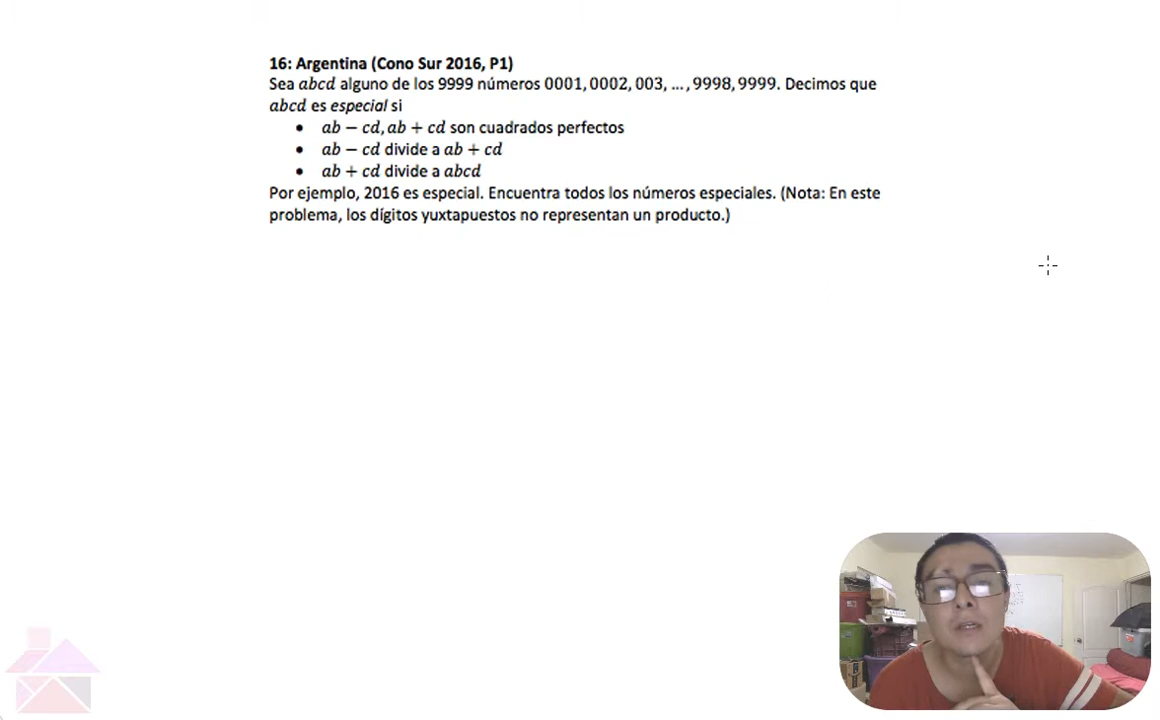 16: Argentina (Cono Sur 2016, P1)
Sea abcd alguno de los 9999 números 0001, 0002, 003, ... , 9998, 9999. Decimos que
abcd es especial si
• ab − cd, ab + cd son cuadrados perfectos
• ab − cd divide a ab + cd
• ab + cd divide a abcd
Por ejemplo, 2016 es especial. Encuentra todos los números especiales. (Nota: En este
problema, los dígitos yuxtapuestos no representan un producto.)